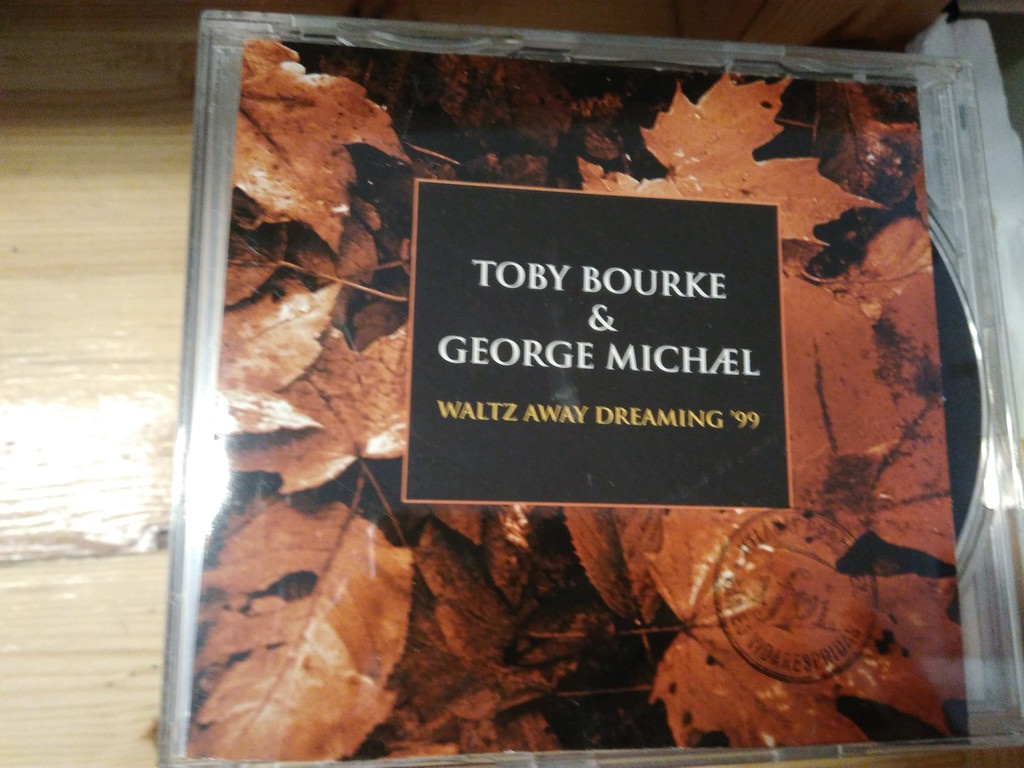 TOBY BOURKE
&
GEORGE MICHÆL
WALTZ AWAY DREAMING '99